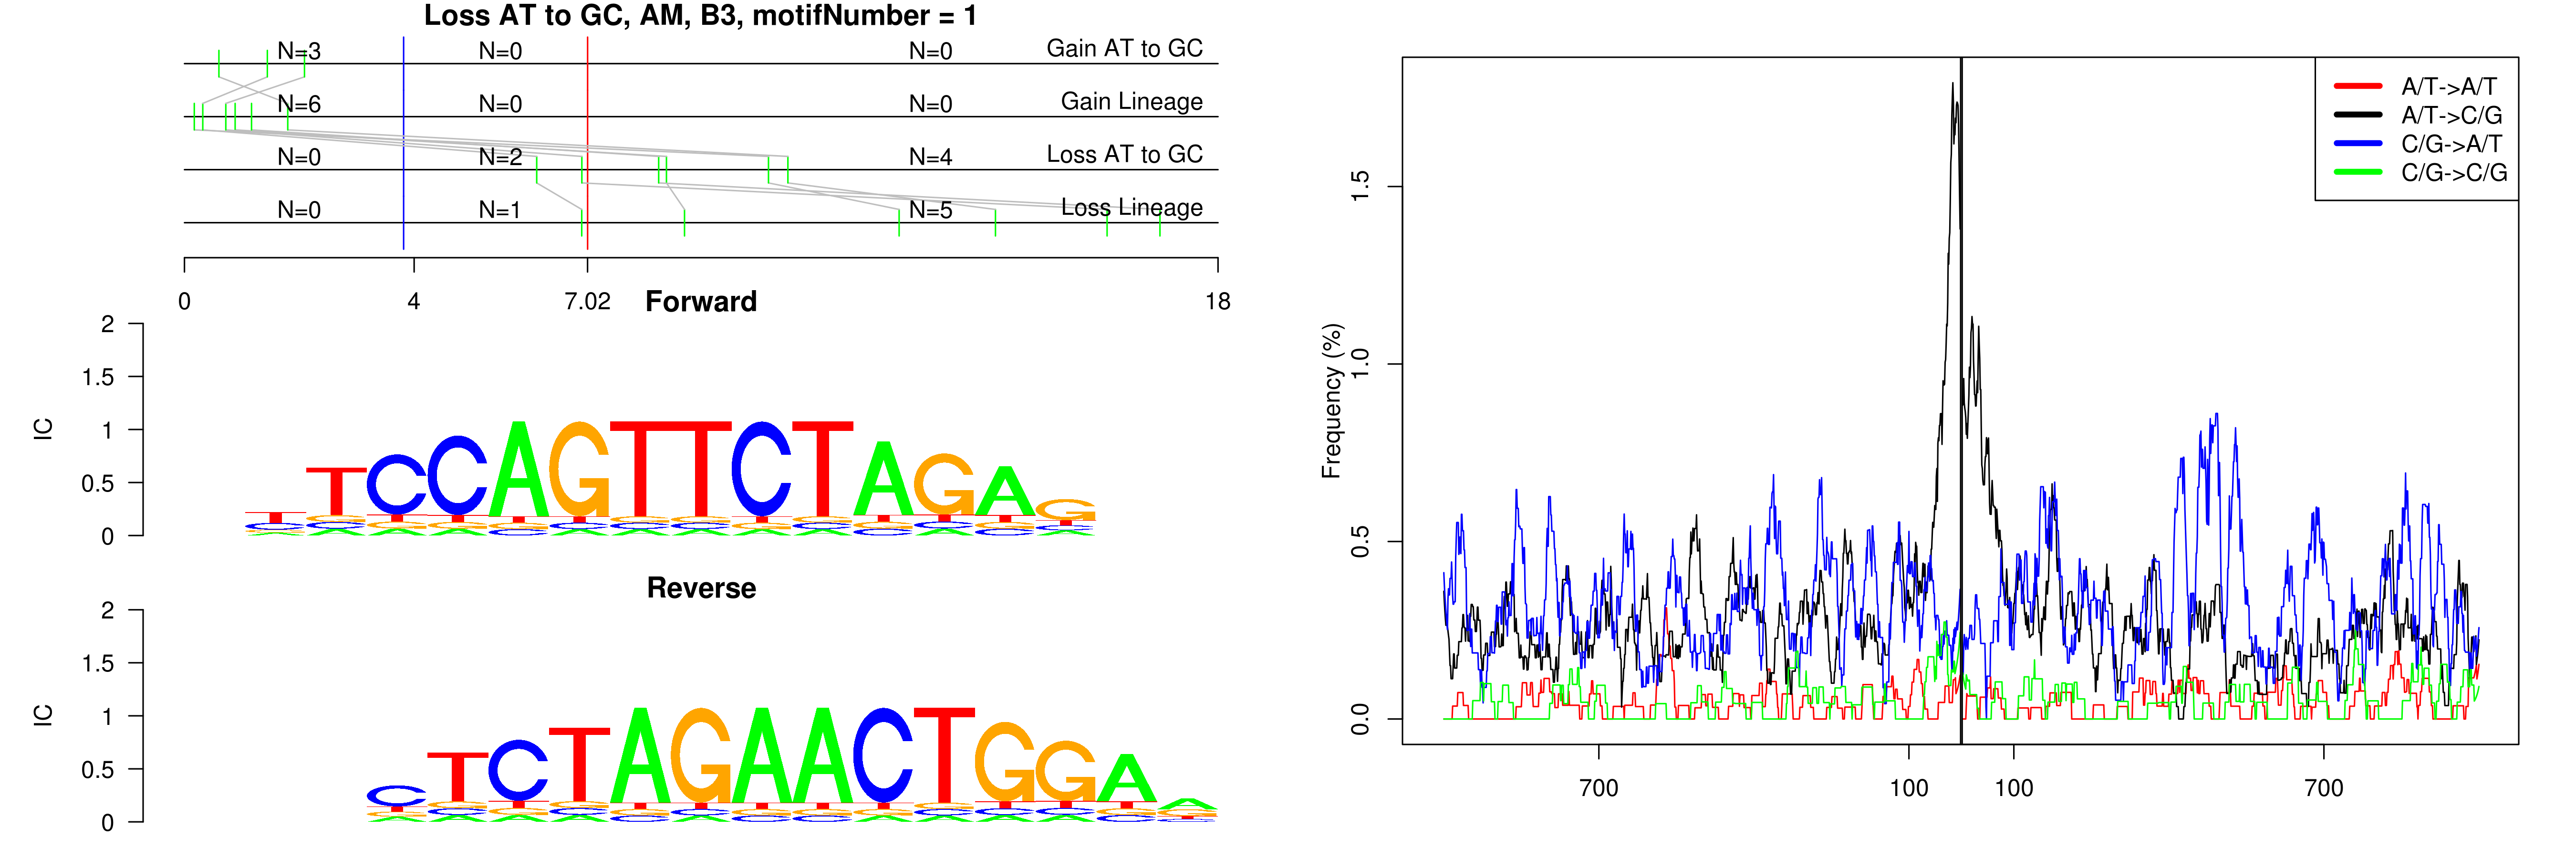 Loss AT to GC, AM, B3, motifNumber = 1
N=3 N=0 N=0 Gain AT to GC
N=6 N=0 N=0 Gain Lineage
N=0 N=2 N=4 Loss AT to GC
N=0 N=1 N=5 Loss Lineage
0 4 7.02 18
Forward
IC
2
1.5
1
0.5
0
TTCCAGTTCTAGAG
Reverse
IC
2
1.5
1
0.5
0
CTCTAGAACTGGAA
Frequency (%)
1.5
1.0
0.5
0.0
700 100 100 700
A/T->A/T
A/T->C/G
C/G->A/T
C/G->C/G